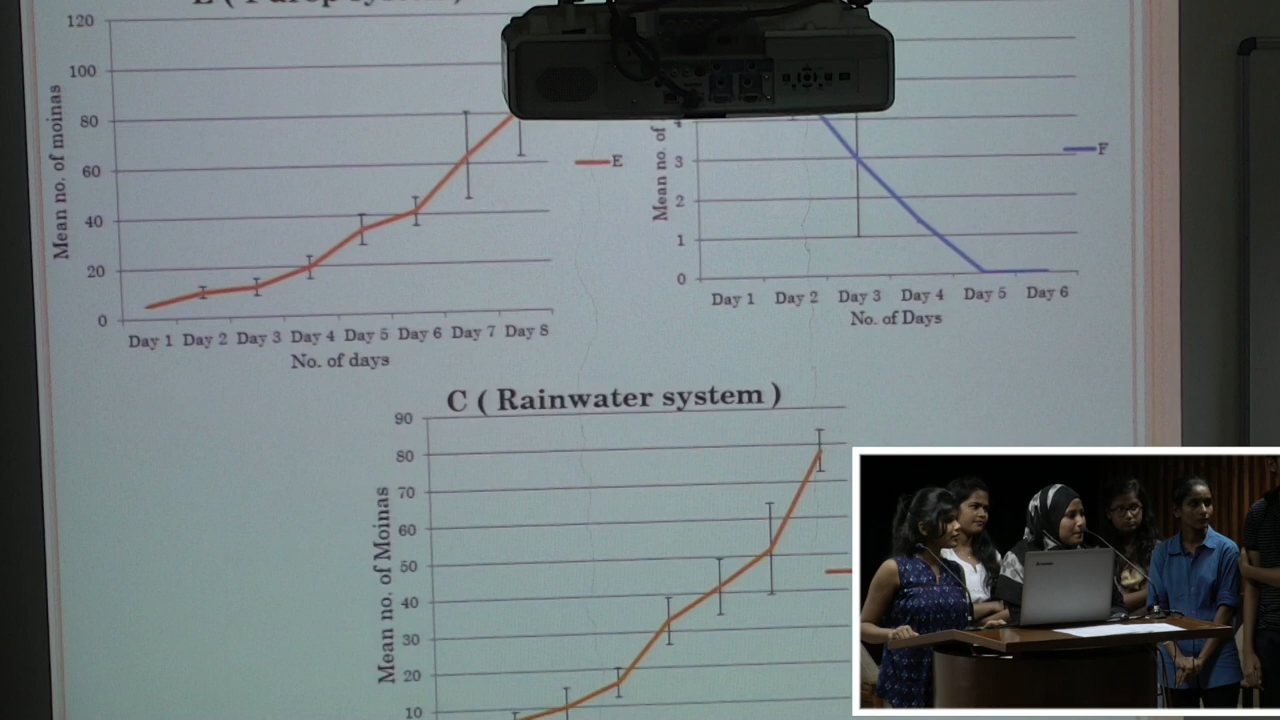 E ( 1 drop system)
120
100
80
60
40
20
0
Mean no. of moinas
Day 1 Day 2 Day 3 Day 4 Day 5 Day 6 Day 7 Day 8
No. of days
E
4
3
2
1
0
Mean no. of
Day 1 Day 2 Day 3 Day 4 Day 5 Day 6
No. of Days
F
C ( Rainwater system )
90
80
70
60
50
40
30
20
10
Mean no. of Moinas